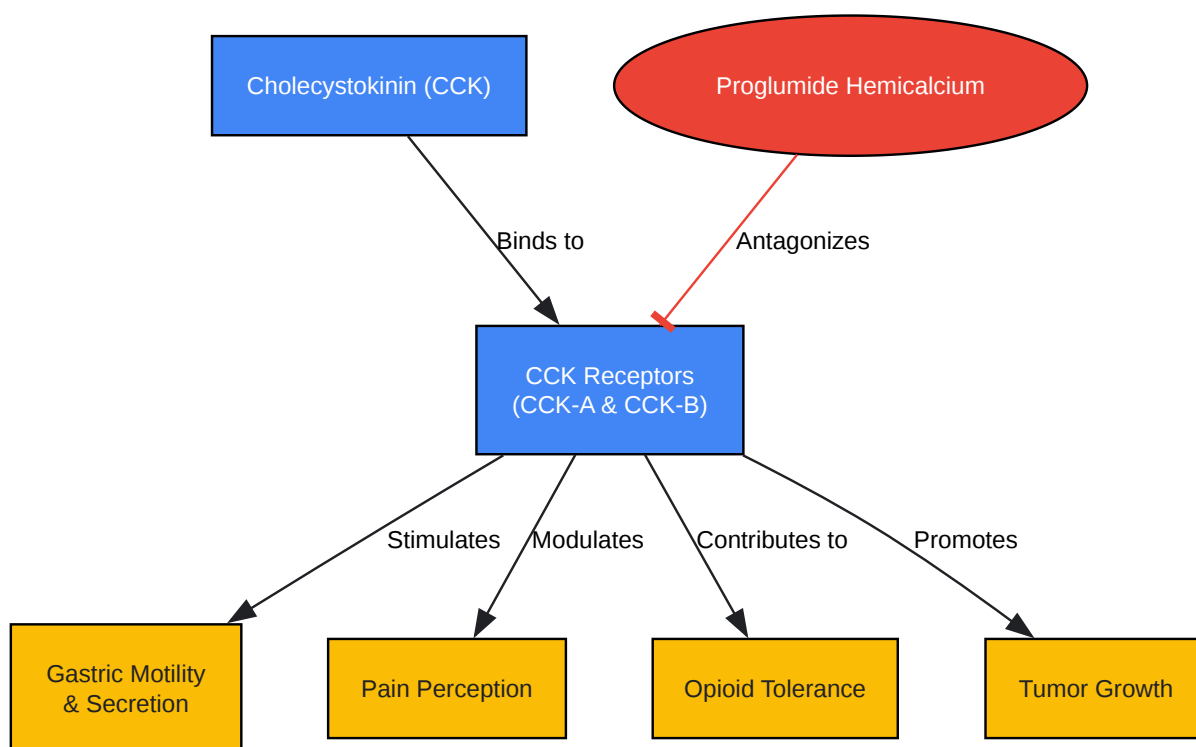 Cholecystokinin (CCK)
Proglumide Hemicalcium
Binds to
Antagonizes
CCK Receptors
(CCK-A & CCK-B)
Stimulates
Modulates
Contributes to
Promotes
Gastric Motility
& Secretion
Pain Perception
Opioid Tolerance
Tumor Growth